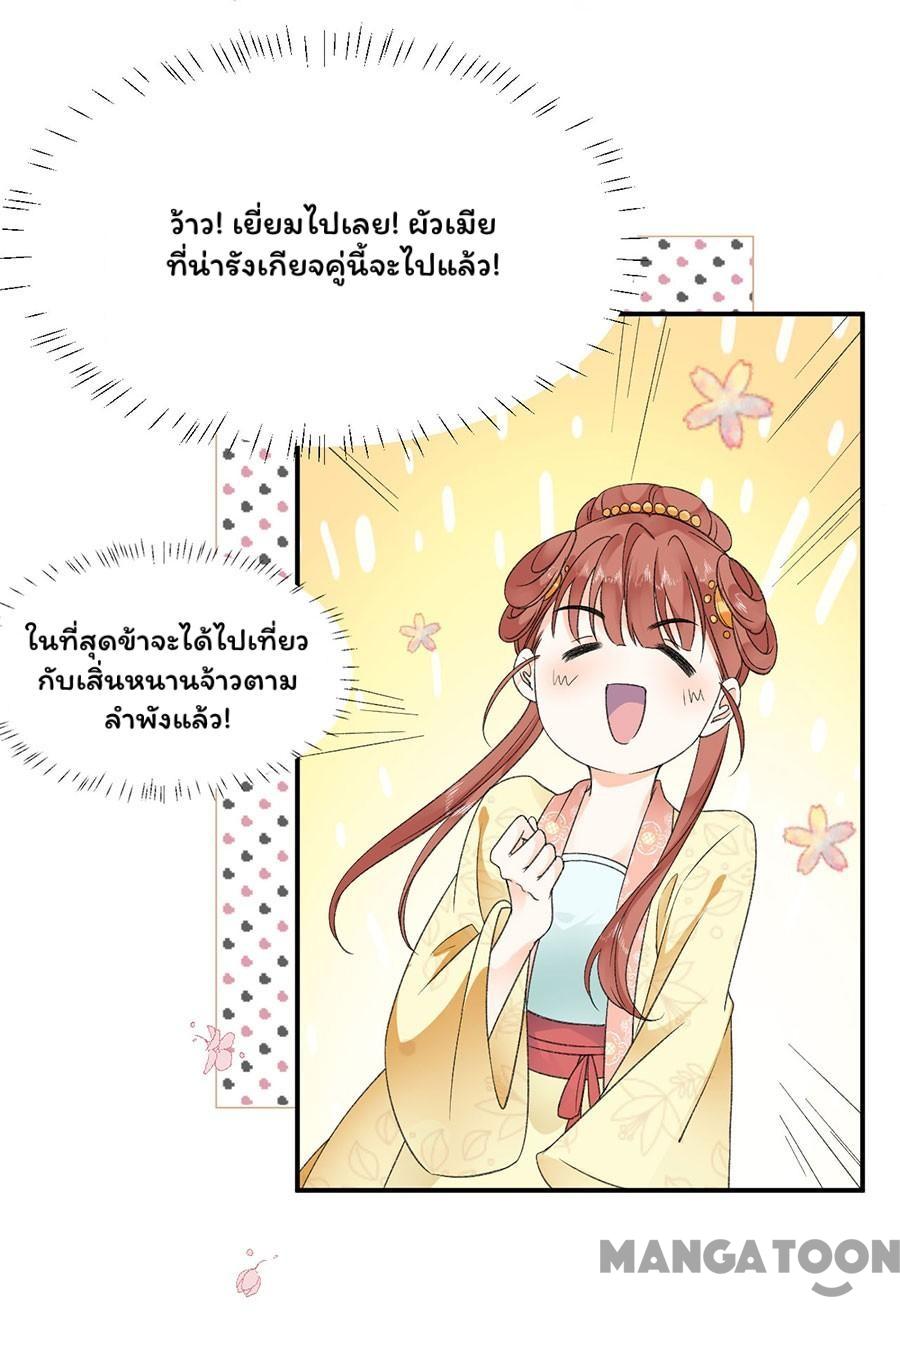 ว้าว! เยี่ยมไปเลย! ผัวเมีย
ที่น่ารังเกียจคู่นี้จะไปแล้ว!
ในที่สุดข้าจะได้ไปเที่ยว
กับเสิ่นหนานจ้าวตาม
ลำพังแล้ว!
MANGATOON